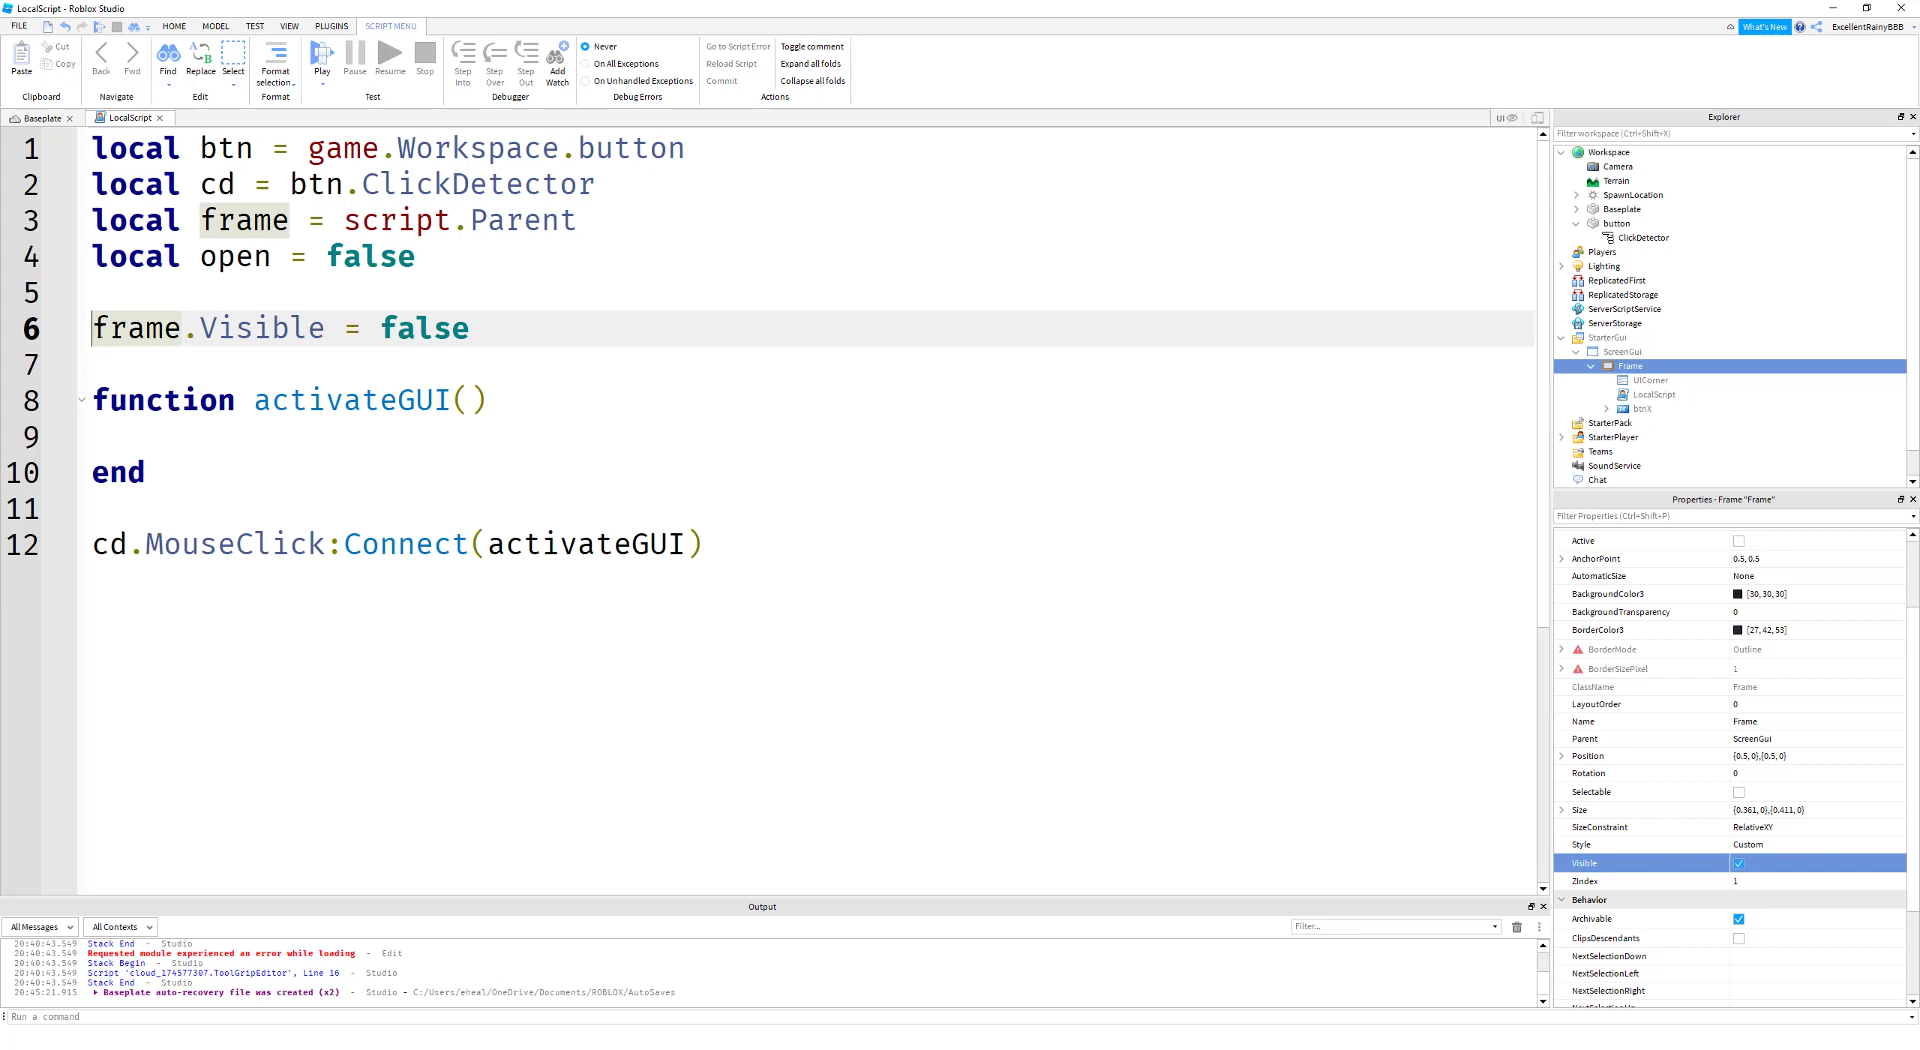 LocalScript - Roblox Studio
FILE HOME MODEL TEST VIEW PLUGINS SCRIPT MENU What's New ExcellentRainyBBB
Paste Cut Copy
Clipboard
Back Fwd
Navigate
Find Replace Select
Edit
Format selection
Format
Play Pause Resume Stop
Test
Step Into Step Over Step Out Add Watch
Debugger
Never
On All Exceptions
On Unhandled Exceptions
Debug Errors
Go to Script Error Toggle comment
Reload Script Expand all folds
Commit Collapse all folds
Actions
Baseplate LocalScript UI
1 local btn = game.Workspace.button
2 local cd = btn.ClickDetector
3 local frame = script.Parent
4 local open = false
5
6 frame.Visible = false
7
8 function activateGUI()
9
10 end
11
12 cd.MouseClick:Connect(activateGUI)
Explorer
Filter workspace (Ctrl+Shift+X)
Workspace
Camera
Terrain
SpawnLocation
Baseplate
button
ClickDetector
Players
Lighting
ReplicatedFirst
ReplicatedStorage
ServerScriptService
ServerStorage
StarterGui
ScreenGui
Frame
UICorner
LocalScript
btnX
StarterPack
StarterPlayer
Teams
SoundService
Chat
Properties - Frame "Frame"
Filter Properties (Ctrl+Shift+P)
Active
AnchorPoint 0.5, 0.5
AutomaticSize None
BackgroundColor3 [30, 30, 30]
BackgroundTransparency 0
BorderColor3 [27, 42, 53]
BorderMode Outline
BorderSizePixel 1
ClassName Frame
LayoutOrder 0
Name Frame
Parent ScreenGui
Position {0.5, 0},{0.5, 0}
Rotation 0
Selectable
Size {0.361, 0},{0.411, 0}
SizeConstraint RelativeXY
Style Custom
Visible
ZIndex 1
Behavior
Archivable
ClipsDescendants
NextSelectionDown
NextSelectionLeft
NextSelectionRight
Output
All Messages All Contexts Filter...
20:40:43.549 Stack End - Studio
20:40:43.549 Requested module experienced an error while loading - Edit
20:40:43.549 Stack Begin - Studio
20:40:43.549 Script 'cloud_174577307.ToolGripEditor', Line 16 - Studio
20:40:43.549 Stack End - Studio
20:45:21.915 Baseplate auto-recovery file was created (x2) - Studio - C:/Users/eheal/OneDrive/Documents/ROBLOX/AutoSaves
Run a command